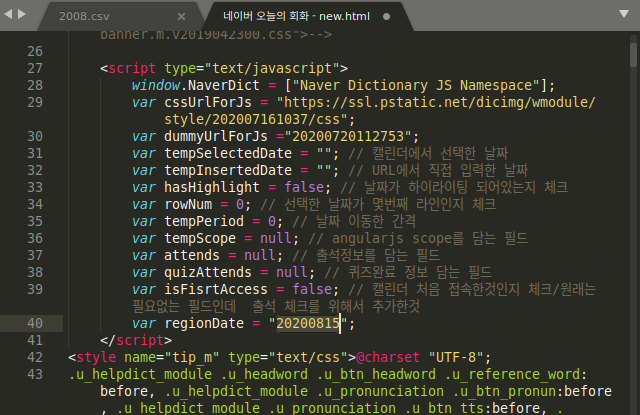 2008.csv
네이버 오늘의 회화 - new.html
banner.m.v2019042300.css">-->
26
27 <script type="text/javascript">
28 window.NaverDict = ["Naver Dictionary JS Namespace"];
29 var cssUrlForJs = "https://ssl.pstatic.net/dicimg/wmodule/
style/202007161037/css";
30 var dummyUrlForJs ="20200720112753";
31 var tempSelectedDate = ""; // 캘린더에서 선택한 날짜
32 var tempInsertedDate = ""; // URL에서 직접 입력한 날짜
33 var hasHighlight = false; // 날짜가 하이라이팅 되어있는지 체크
34 var rowNum = 0; // 선택한 날짜가 몇번째 라인인지 체크
35 var tempPeriod = 0; // 날짜 이동한 간격
36 var tempScope = null; // angularjs scope를 담는 필드
37 var attends = null; // 출석정보를 담는 필드
38 var quizAttends = null; // 퀴즈완료 정보 담는 필드
39 var isFisrtAccess = false; // 캘린더 처음 접속한것인지 체크/원래는
필요없는 필드인데  출석 체크를 위해서 추가한것
40 var regionDate = "20200815";
41 </script>
42 <style name="tip_m" type="text/css">@charset "UTF-8";
43 .u_helpdict_module .u_headword .u_btn_headword .u_reference_word:
before, .u_helpdict_module .u_pronunciation .u_btn_pronun:before
, .u_helpdict_module .u_pronunciation .u_btn_tts:before, .